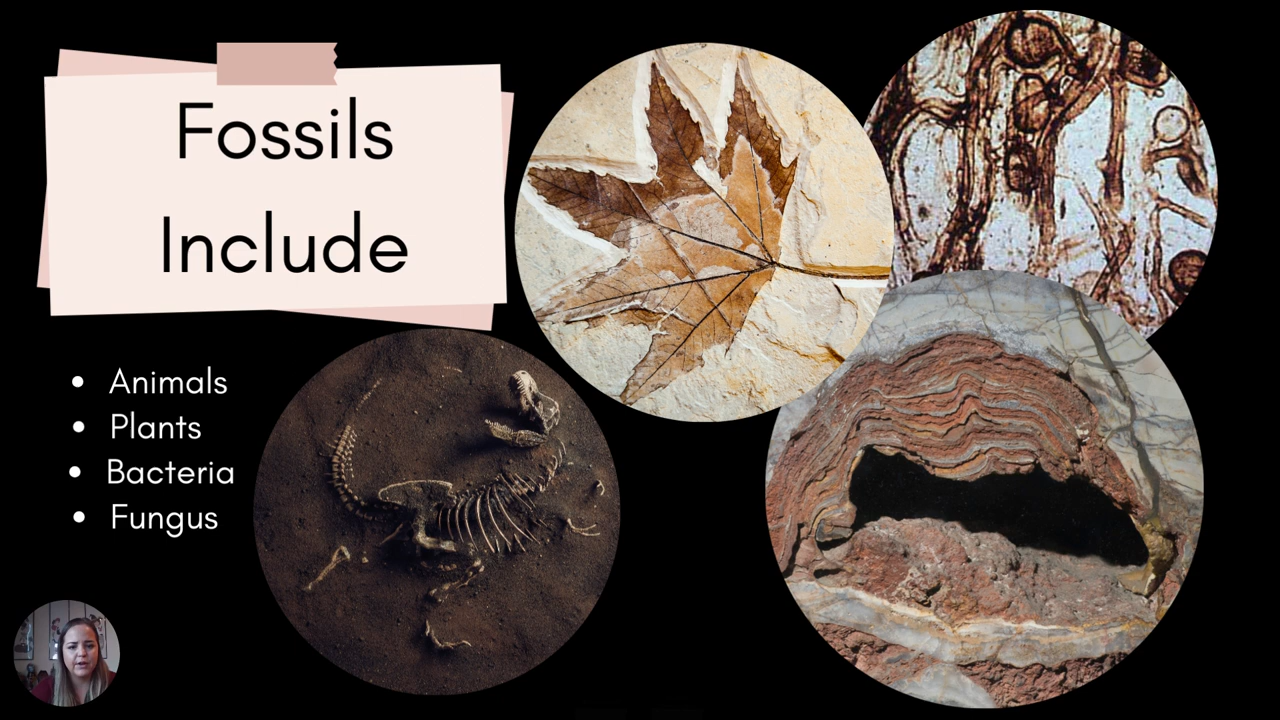 Fossils
Include
• Animals
• Plants
• Bacteria
• Fungus